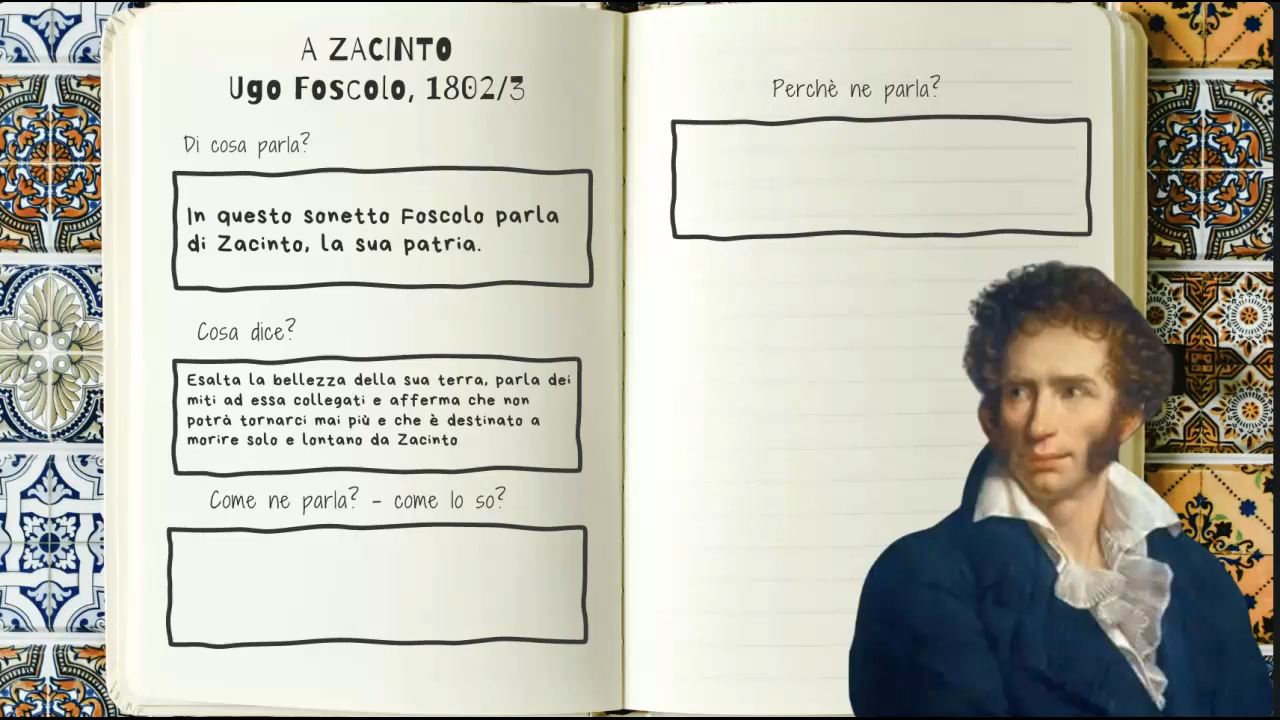 A ZACINTO
Ugo Foscolo, 1802/3
Di cosa parla?
In questo sonetto Foscolo parla
di Zacinto, la sua patria.
Cosa dice?
Esalta la bellezza della sua terra, parla dei
miti ad essa collegati e afferma che non
potrà tornarci mai più e che è destinato a
morire solo e lontano da Zacinto
Come ne parla? - come lo so?
Perchè ne parla?